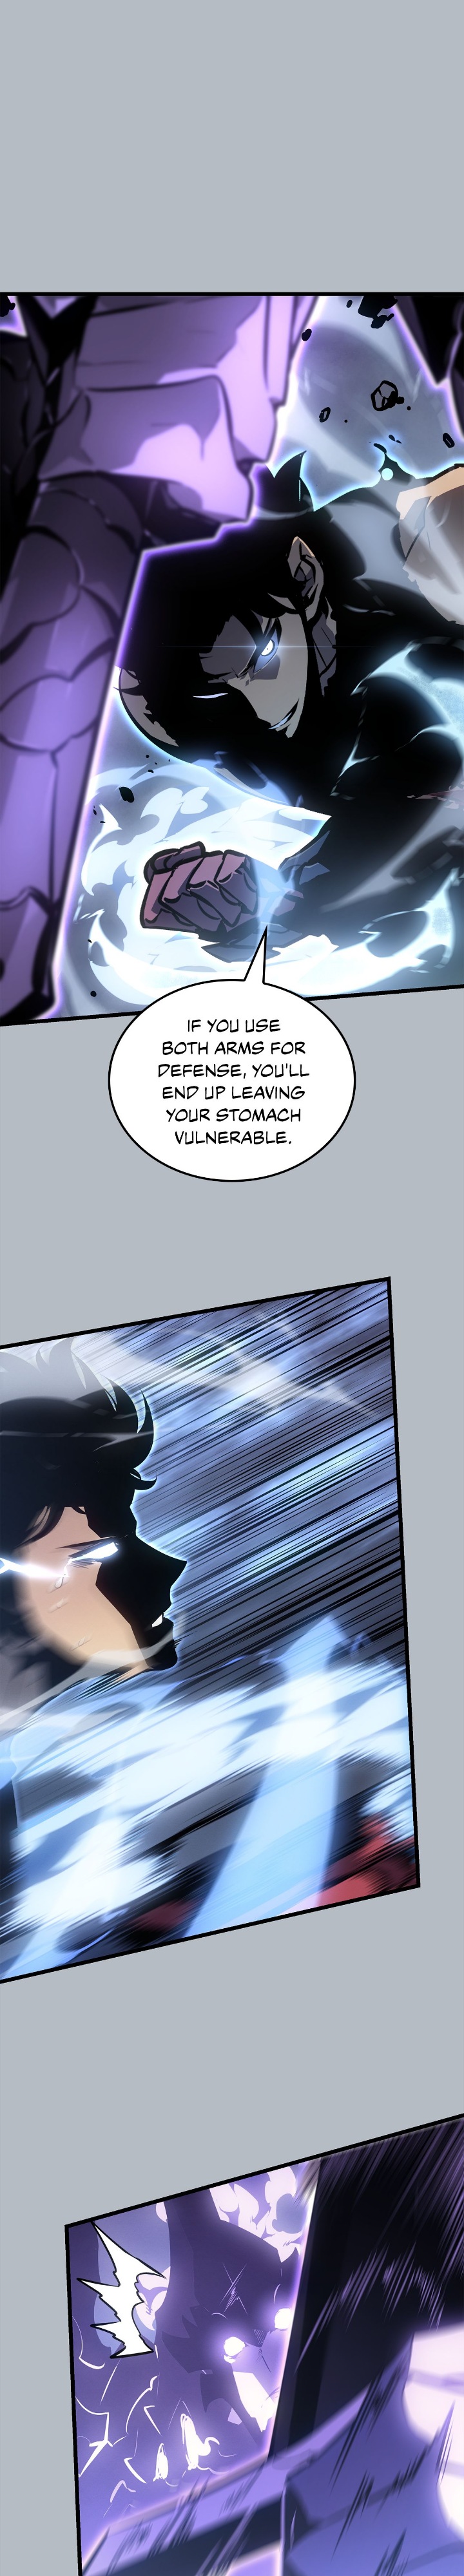 IF YOU USE
BOTH ARMS FOR
DEFENSE, YOU'LL
END UP LEAVING
YOUR STOMACH
VULNERABLE.